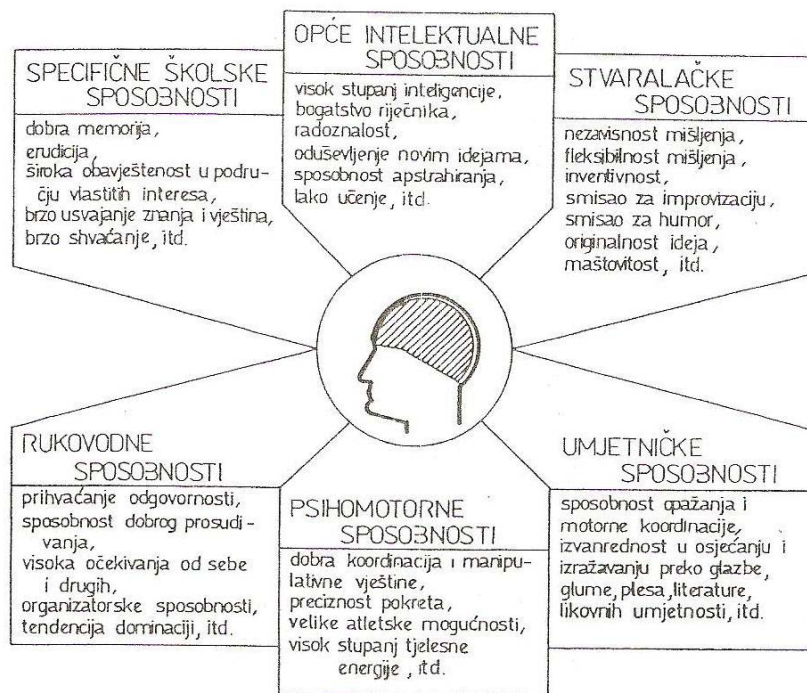 SPECIFIČNE ŠKOLSKE
SPOSOBNOSTI
dobra memorija,
erudicija,
široka obavještenost u podru-
čju vlastitih interesa,
brzo usvajanje znanja i vještina,
brzo shvaćanje, itd.
OPĆE INTELEKTUALNE
SPOSOBNOSTI
visok stupanj inteligencije,
bogatstvo riječnika,
radoznalost,
oduševljenje novim idejama,
sposobnost apstrahiranja,
lako učenje, itd.
STVARALAČKE
SPOSOBNOSTI
nezavisnost mišljenja,
fleksibilnost mišljenja,
inventivnost,
smisao za improvizaciju,
smisao za humor,
originalnost ideja,
maštovitost, itd.
RUKOVODNE
SPOSOBNOSTI
prihvaćanje odgovornosti,
sposobnost dobrog prosudi-
vanja,
visoka očekivanja od sebe
i drugih,
organizatorske sposobnosti,
tendencija dominaciji, itd.
PSIHOMOTORNE
SPOSOBNOSTI
dobra koordinacija i manipu-
lativne vještine,
preciznost pokreta,
velike atletske mogućnosti,
visok stupanj tjelesne
energije, itd.
UMJETNIČKE
SPOSOBNOSTI
sposobnost opažanja i
motorne koordinacije,
izvanrednost u osjećanju i
izražavanju preko glazbe,
glume, plesa, literature,
likovnih umjetnosti, itd.